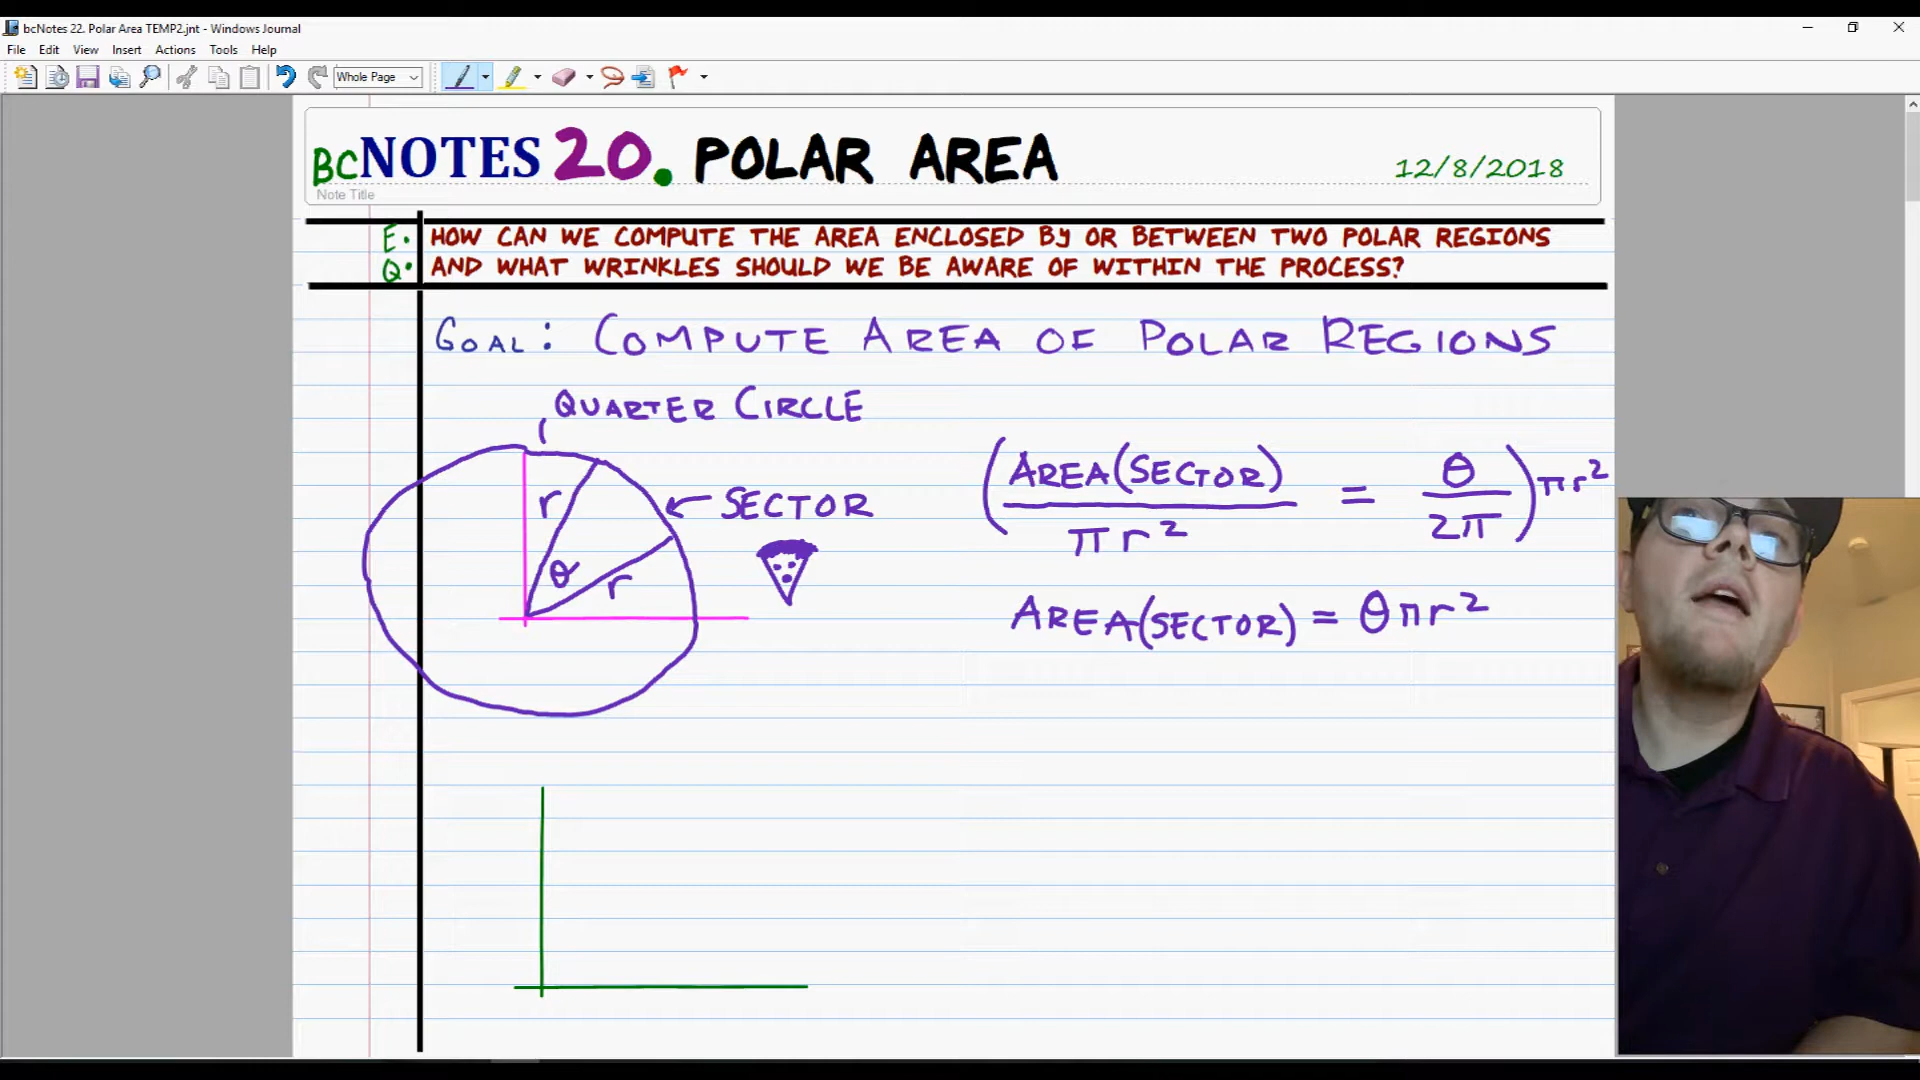 bcNotes 22. Polar Area TEMP2.jnt - Windows Journal
File Edit View Insert Actions Tools Help
Whole Page
BCNOTES 20. POLAR AREA
12/8/2018
Note Title
E. HOW CAN WE COMPUTE THE AREA ENCLOSED BY OR BETWEEN TWO POLAR REGIONS
Q. AND WHAT WRINKLES SHOULD WE BE AWARE OF WITHIN THE PROCESS?
GOAL: COMPUTE AREA OF POLAR REGIONS
QUARTER CIRCLE
r
θ
r
← SECTOR
(AREA(SECTOR) / πr² = θ / 2π) πr²
AREA(SECTOR) = θπr²